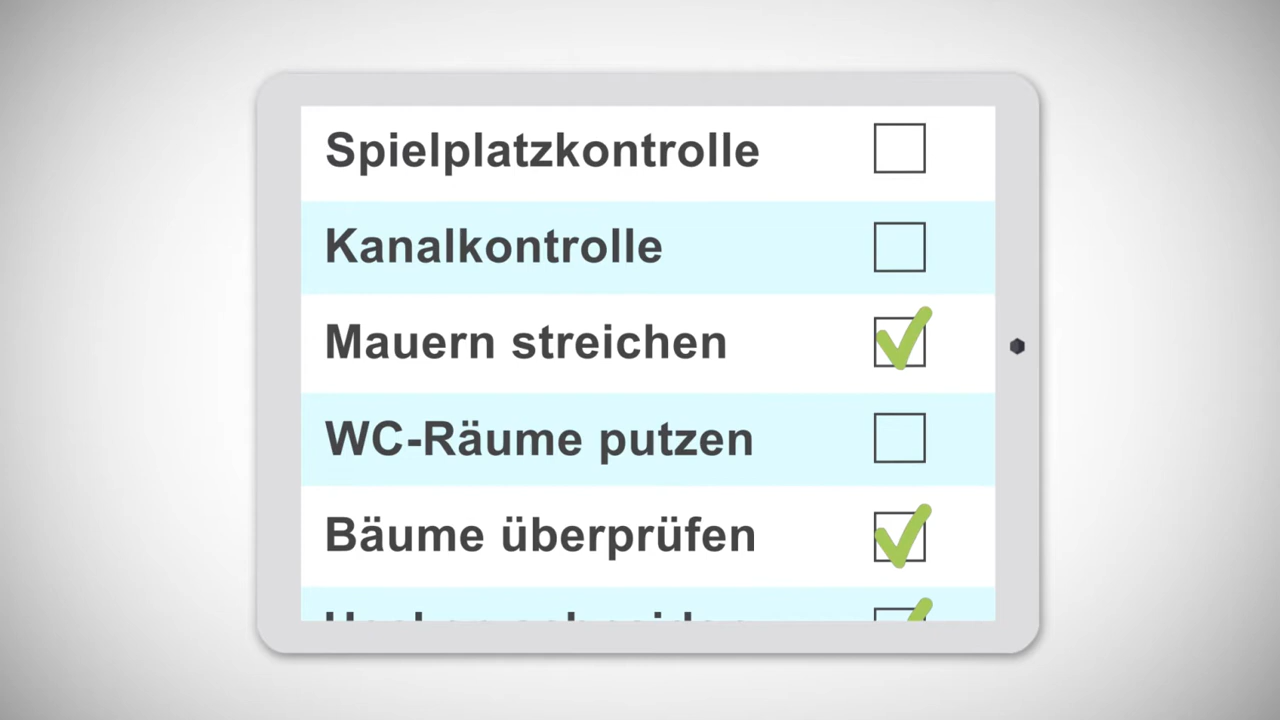 Spielplatzkontrolle
Kanalkontrolle
Mauern streichen
WC-Räume putzen
Bäume überprüfen